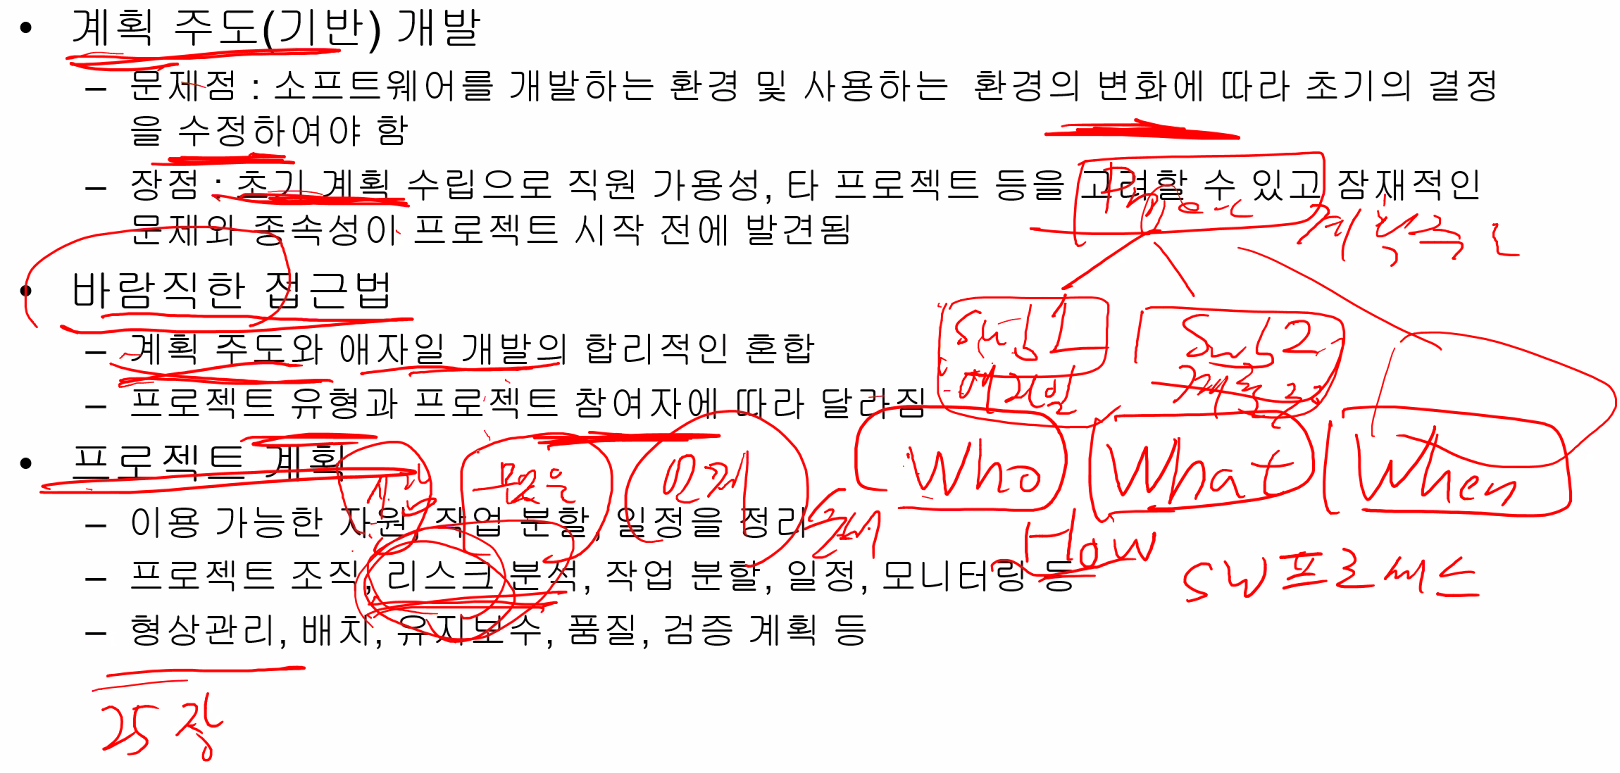 • 계획 주도(기반) 개발
– 문제점 : 소프트웨어를 개발하는 환경 및 사용하는 환경의 변화에 따라 초기의 결정
을 수정하여야 함
– 장점 : 초기 계획 수립으로 직원 가용성, 타 프로젝트 등을 고려할 수 있고 잠재적인
문제와 종속성이 프로젝트 시작 전에 발견됨
계획주도
• 바람직한 접근법
sub 1
sub 2
– 계획 주도와 애자일 개발의 합리적인 혼합
애자일
– 프로젝트 유형과 프로젝트 참여자에 따라 달라짐
• 프로젝트 계획
무엇을
언제
Who
What
When
– 이용 가능한 자원, 작업 분할, 일정을 정리
How
– 프로젝트 조직, 리스크 분석, 작업 분할, 일정, 모니터링 등
SW프로세스
– 형상관리, 배치, 유지보수, 품질, 검증 계획 등
25장